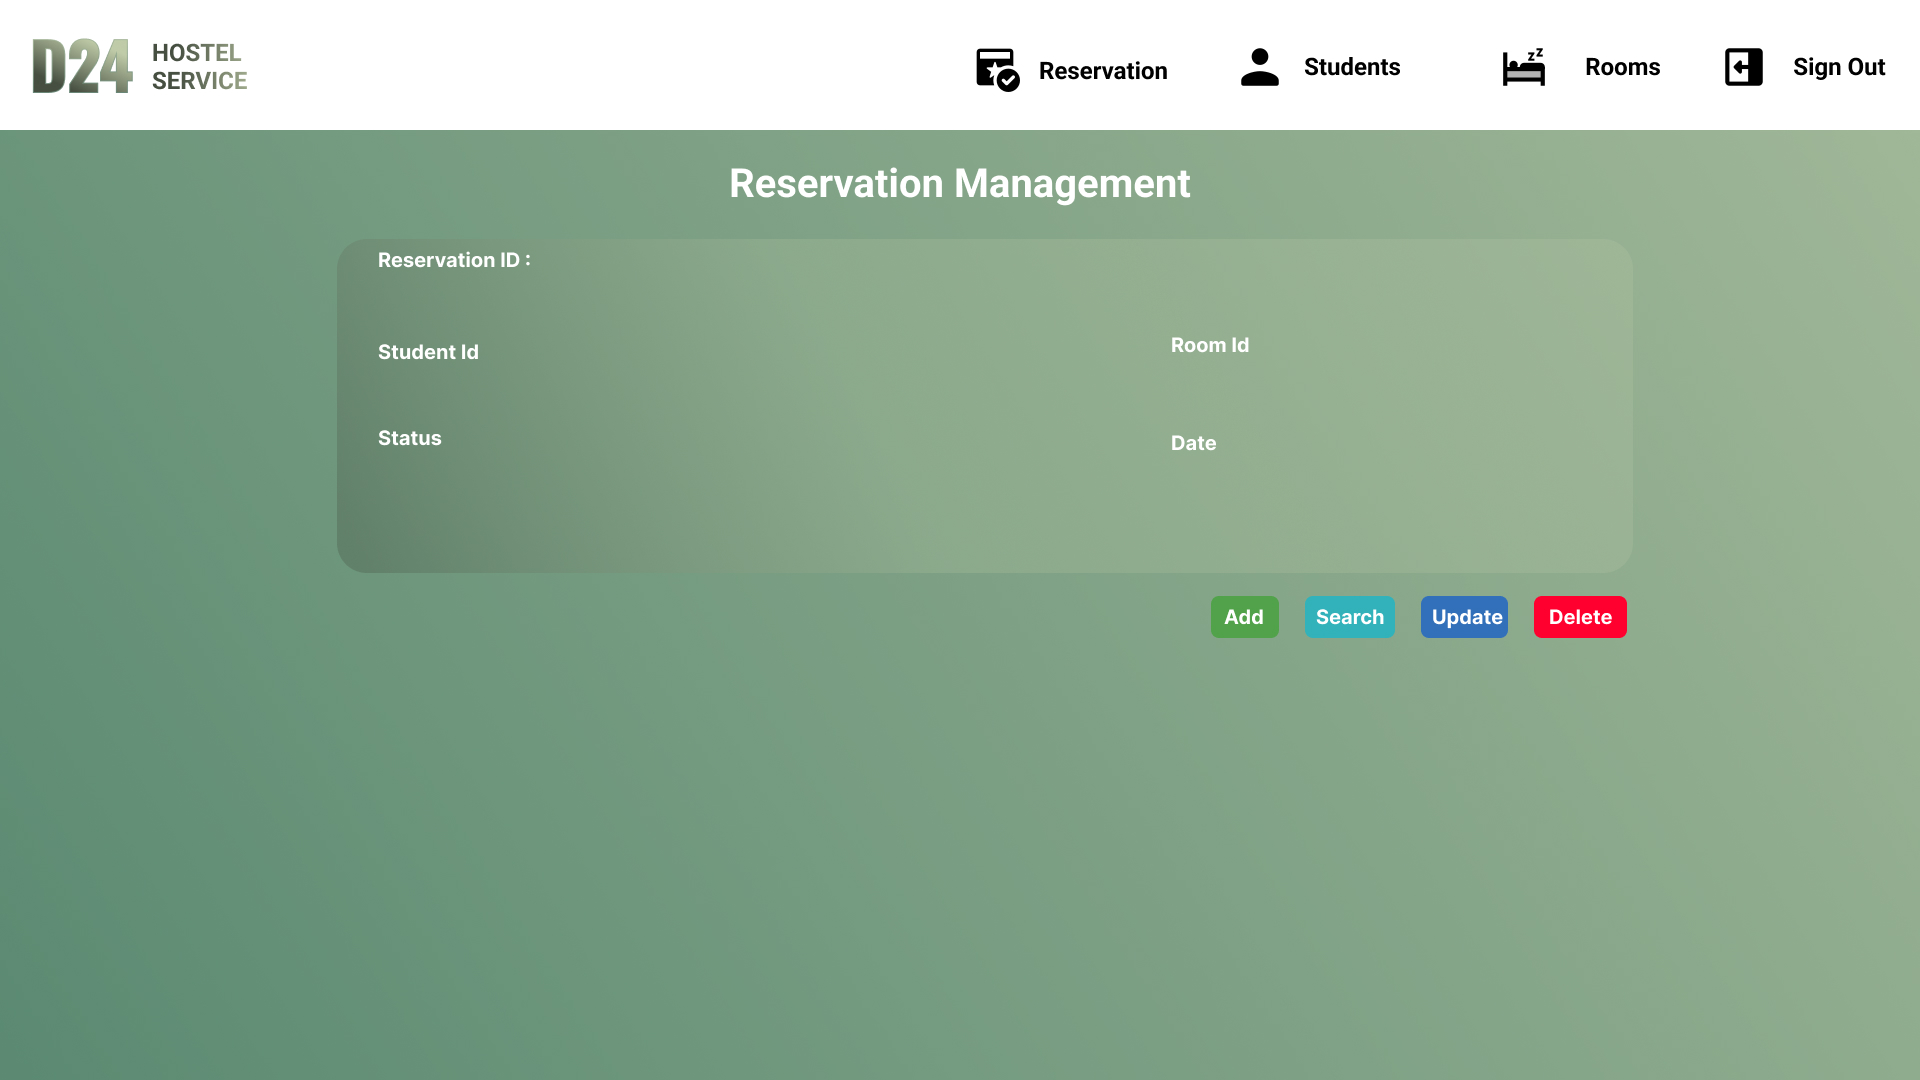 D24
HOSTEL
SERVICE
Reservation
Students
zz
Rooms
Sign Out
Reservation Management
Reservation ID :
Student Id
Room Id
Status
Date
Add
Search
Update
Delete